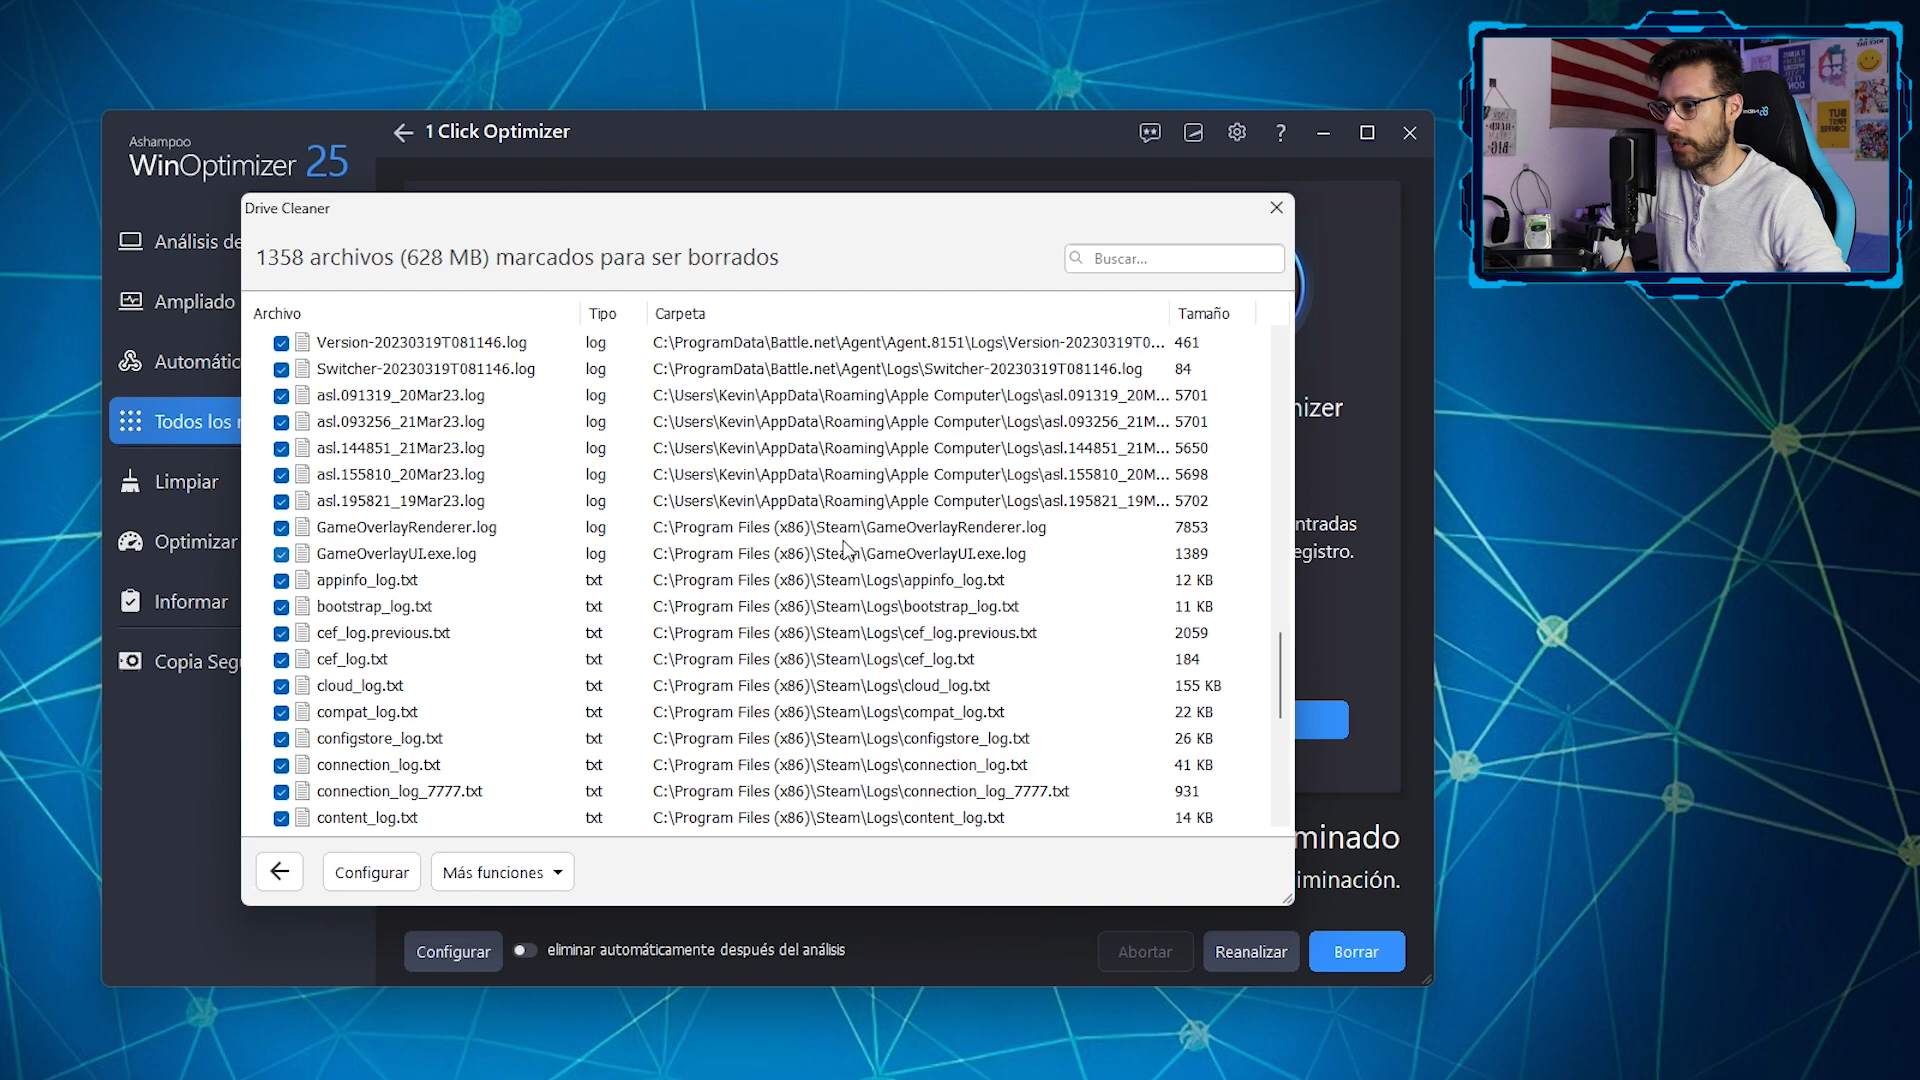 Ashampoo
WinOptimizer 25
1 Click Optimizer
?
Análisis de
Ampliado
Automátic
Todos los
Limpiar
Optimizar
Informar
Copia Seg
Drive Cleaner
1358 archivos (628 MB) marcados para ser borrados
Buscar...
Archivo Tipo Carpeta Tamaño
Version-20230319T081146.log log C:\ProgramData\Battle.net\Agent\Agent.8151\Logs\Version-20230319T0... 461
Switcher-20230319T081146.log log C:\ProgramData\Battle.net\Agent\Logs\Switcher-20230319T081146.log 84
asl.091319_20Mar23.log log C:\Users\Kevin\AppData\Roaming\Apple Computer\Logs\asl.091319_20M... 5701
asl.093256_21Mar23.log log C:\Users\Kevin\AppData\Roaming\Apple Computer\Logs\asl.093256_21M... 5701
asl.144851_21Mar23.log log C:\Users\Kevin\AppData\Roaming\Apple Computer\Logs\asl.144851_21M... 5650
asl.155810_20Mar23.log log C:\Users\Kevin\AppData\Roaming\Apple Computer\Logs\asl.155810_20M... 5698
asl.195821_19Mar23.log log C:\Users\Kevin\AppData\Roaming\Apple Computer\Logs\asl.195821_19M... 5702
GameOverlayRenderer.log log C:\Program Files (x86)\Steam\GameOverlayRenderer.log 7853
GameOverlayUI.exe.log log C:\Program Files (x86)\Steam\GameOverlayUI.exe.log 1389
appinfo_log.txt txt C:\Program Files (x86)\Steam\Logs\appinfo_log.txt 12 KB
bootstrap_log.txt txt C:\Program Files (x86)\Steam\Logs\bootstrap_log.txt 11 KB
cef_log.previous.txt txt C:\Program Files (x86)\Steam\Logs\cef_log.previous.txt 2059
cef_log.txt txt C:\Program Files (x86)\Steam\Logs\cef_log.txt 184
cloud_log.txt txt C:\Program Files (x86)\Steam\Logs\cloud_log.txt 155 KB
compat_log.txt txt C:\Program Files (x86)\Steam\Logs\compat_log.txt 22 KB
configstore_log.txt txt C:\Program Files (x86)\Steam\Logs\configstore_log.txt 26 KB
connection_log.txt txt C:\Program Files (x86)\Steam\Logs\connection_log.txt 41 KB
connection_log_7777.txt txt C:\Program Files (x86)\Steam\Logs\connection_log_7777.txt 931
content_log.txt txt C:\Program Files (x86)\Steam\Logs\content_log.txt 14 KB
Configurar
Más funciones
nizer
ntradas
egistro.
minado
iminación.
Configurar
eliminar automáticamente después del análisis
Abortar
Reanalizar
Borrar
BUT
FIRST
COFFEE